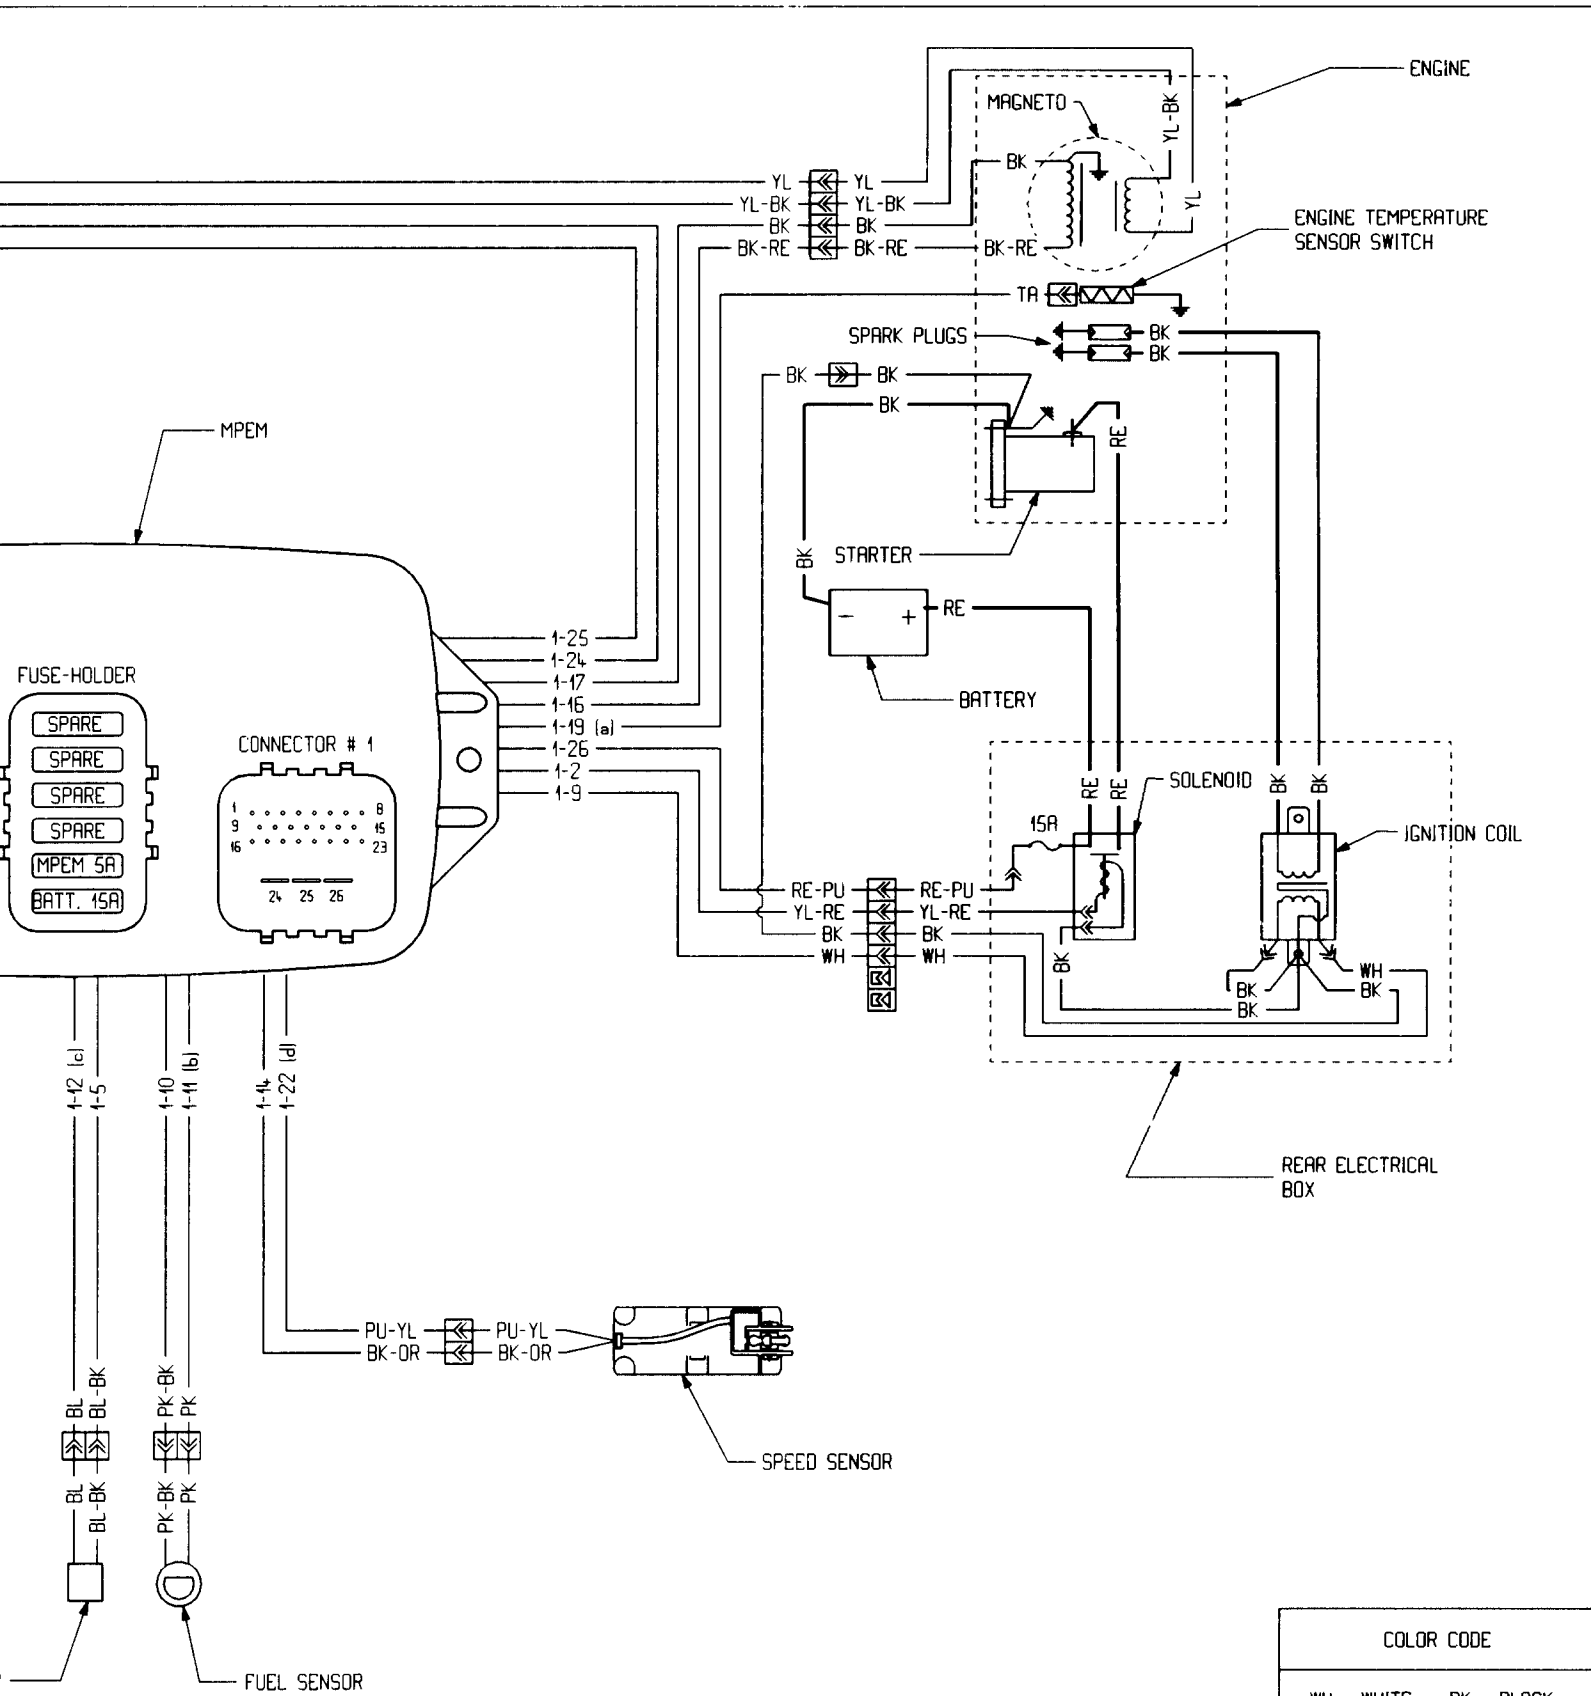 ENGINE
MAGNETO
YL-BK
BK
YL
YL YL
YL-BK YL-BK
BK BK
BK-RE BK-RE BK-RE
ENGINE TEMPERATURE
SENSOR SWITCH
TA
SPARK PLUGS
BK
BK
BK BK
BK
RE
MPEM
BK
STARTER
- +
RE
BATTERY
1-25
1-24
1-17
1-16
1-19 (a)
1-26
1-2
1-9
FUSE-HOLDER
SPARE
SPARE
SPARE
SPARE
MPEM 5A
BATT. 15A
CONNECTOR # 1
1 8
9 15
16 23
24 25 26
RE RE
SOLENOID
BK BK
15A
IGNITION COIL
RE-PU RE-PU
YL-RE YL-RE
BK BK
WH WH
BK
WH
BK BK
BK
REAR ELECTRICAL
BOX
1-12 (c)
1-5
1-10
1-11 (b)
1-14
1-22 (d)
PU-YL PU-YL
BK-OR BK-OR
SPEED SENSOR
BL
BL-BK
PK-BK
PK
BL
BL-BK
PK-BK
PK
FUEL SENSOR
COLOR CODE
WH WHITE BK BLACK